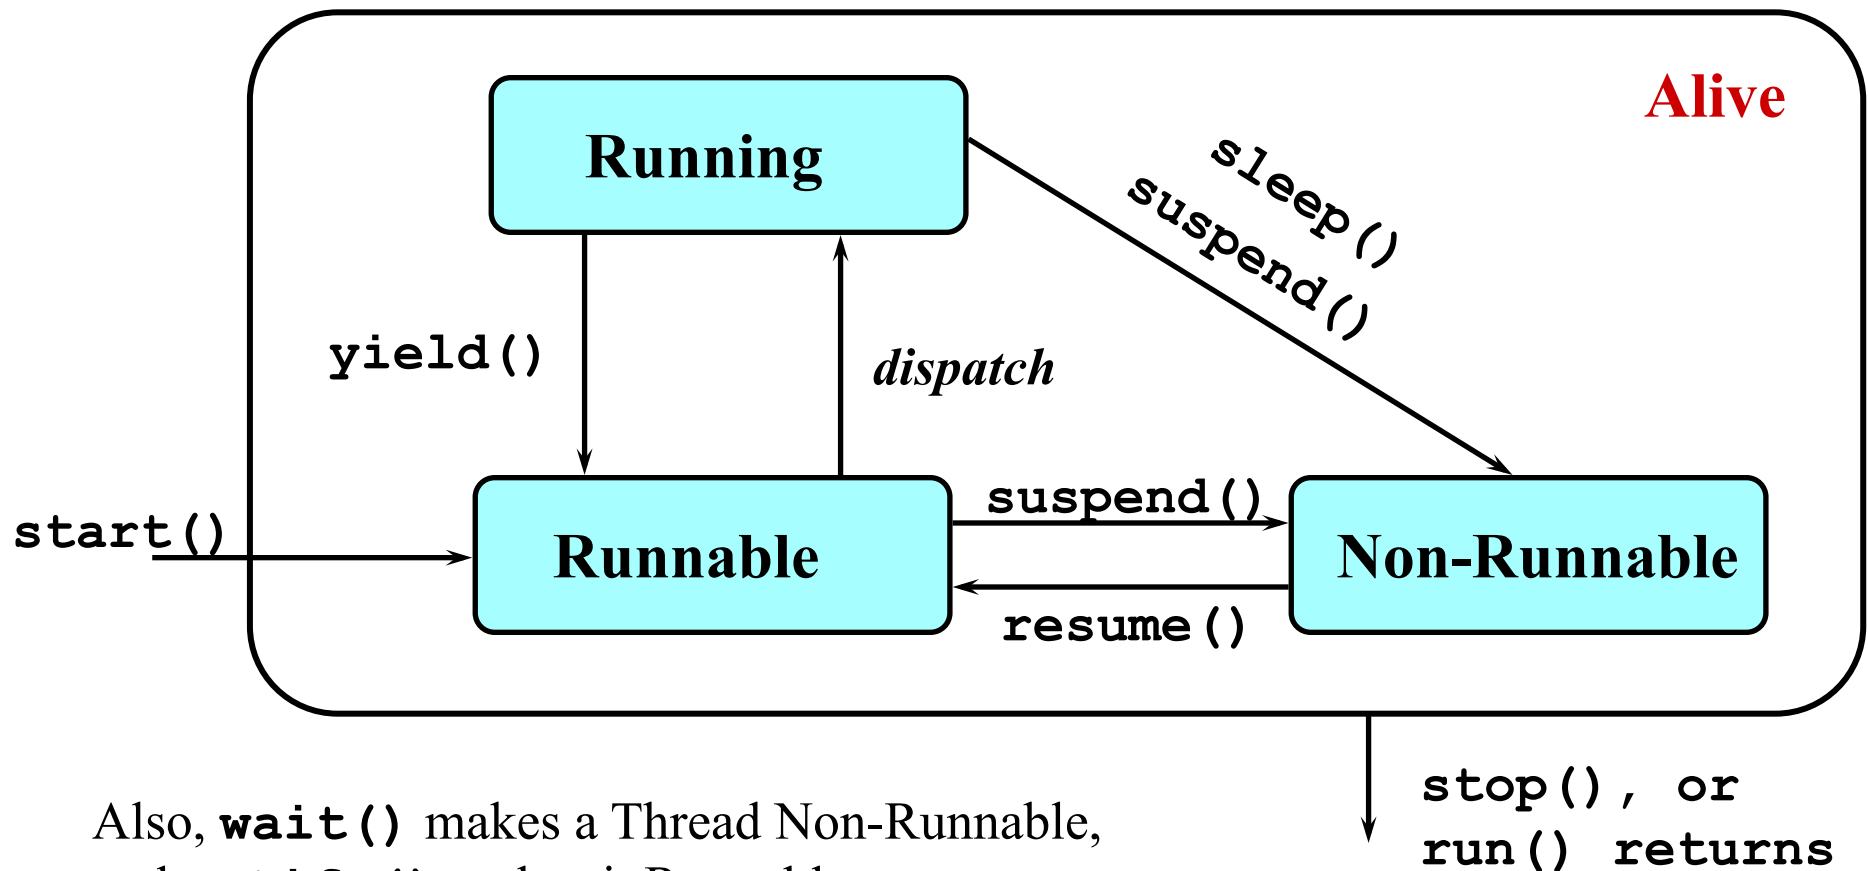 Alive
Running
sleep()
suspend()
yield()
dispatch
start()
Runnable
suspend()
resume()
Non-Runnable
stop(), or
run() returns
Also, wait() makes a Thread Non-Runnable,